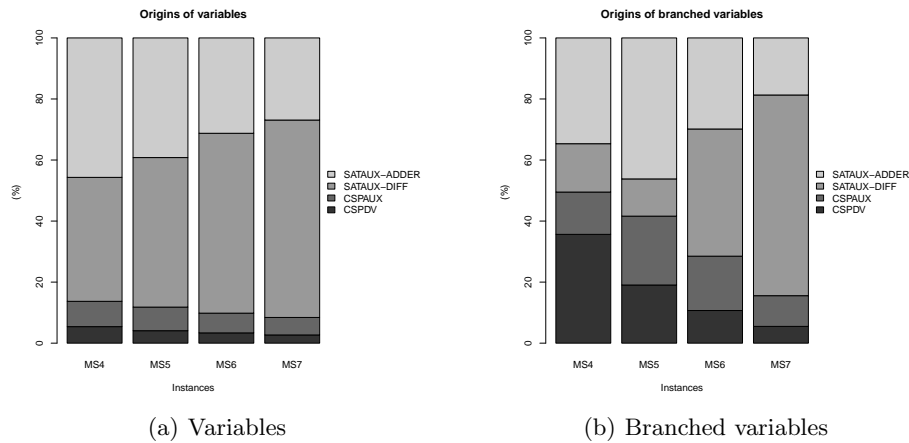 Origins of variables
100
80
60
40
20
0
(%)
MS4 MS5 MS6 MS7
Instances
SATAUX-ADDER
SATAUX-DIFF
CSPAUX
CSPDV
(a) Variables
Origins of branched variables
100
80
60
40
20
0
(%)
MS4 MS5 MS6 MS7
Instances
SATAUX-ADDER
SATAUX-DIFF
CSPAUX
CSPDV
(b) Branched variables